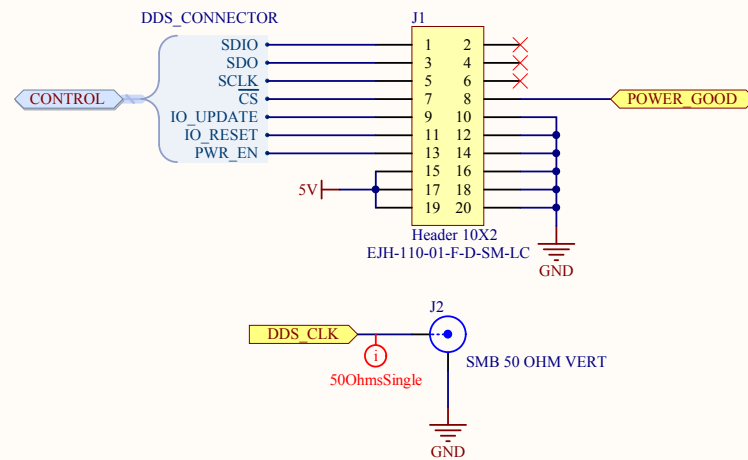 DDS_CONNECTOR
J1
SDIO 1 2
SDO 3 4
SCLK 5 6
CONTROL CS 7 8 POWER_GOOD
IO_UPDATE 9 10
IO_RESET 11 12
PWR_EN 13 14
15 16
5V 17 18
19 20
Header 10X2
EJH-110-01-F-D-SM-LC
GND
J2
DDS_CLK
i
SMB 50 OHM VERT
50OhmsSingle
GND